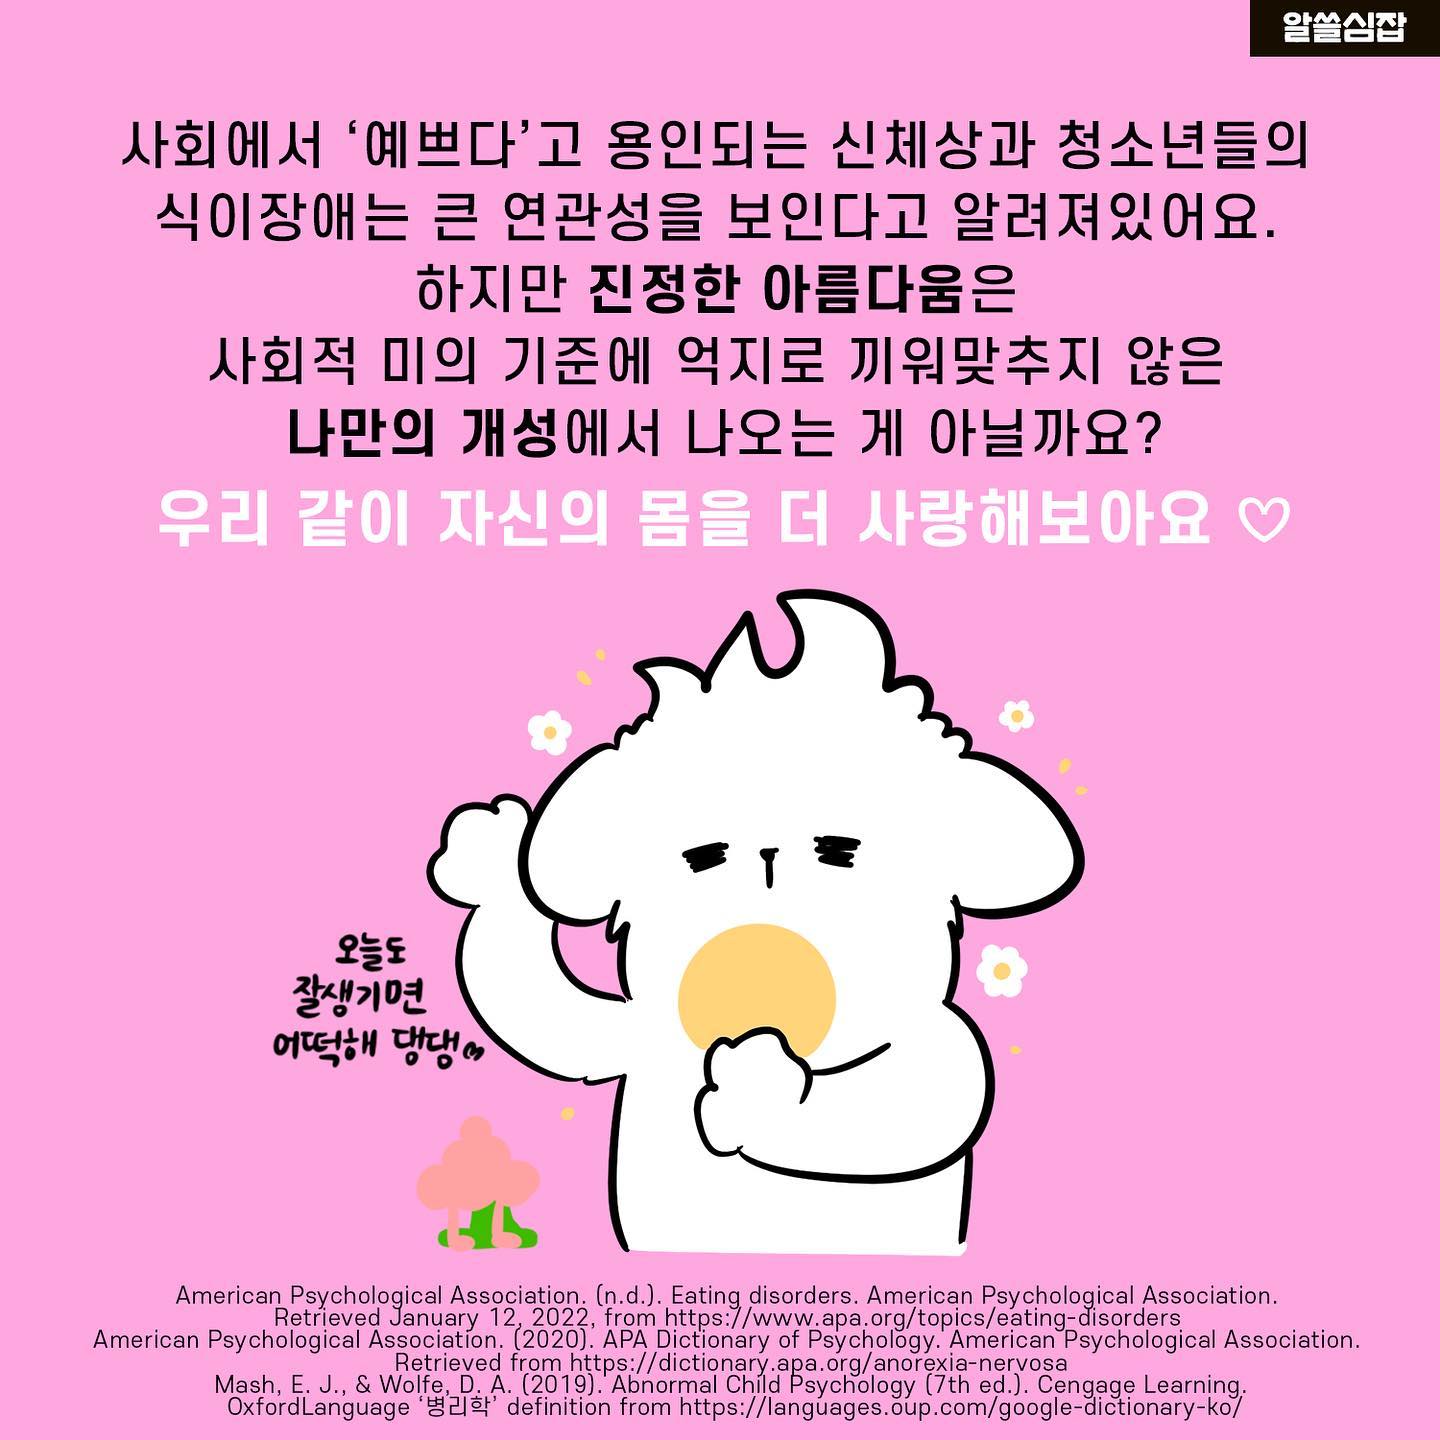 알쓸심잡
사회에서 ‘예쁘다’고 용인되는 신체상과 청소년들의
식이장애는 큰 연관성을 보인다고 알려져있어요.
하지만 진정한 아름다움은
사회적 미의 기준에 억지로 끼워맞추지 않은
나만의 개성에서 나오는 게 아닐까요?
우리 같이 자신의 몸을 더 사랑해보아요 ♡
오늘도
잘생기면
어떡해 댕댕
American Psychological Association. (n.d.). Eating disorders. American Psychological Association.
Retrieved January 12, 2022, from https://www.apa.org/topics/eating-disorders
American Psychological Association. (2020). APA Dictionary of Psychology. American Psychological Association.
Retrieved from https://dictionary.apa.org/anorexia-nervosa
Mash, E. J., & Wolfe, D. A. (2019). Abnormal Child Psychology (7th ed.). Cengage Learning.
OxfordLanguage ‘병리학’ definition from https://languages.oup.com/google-dictionary-ko/